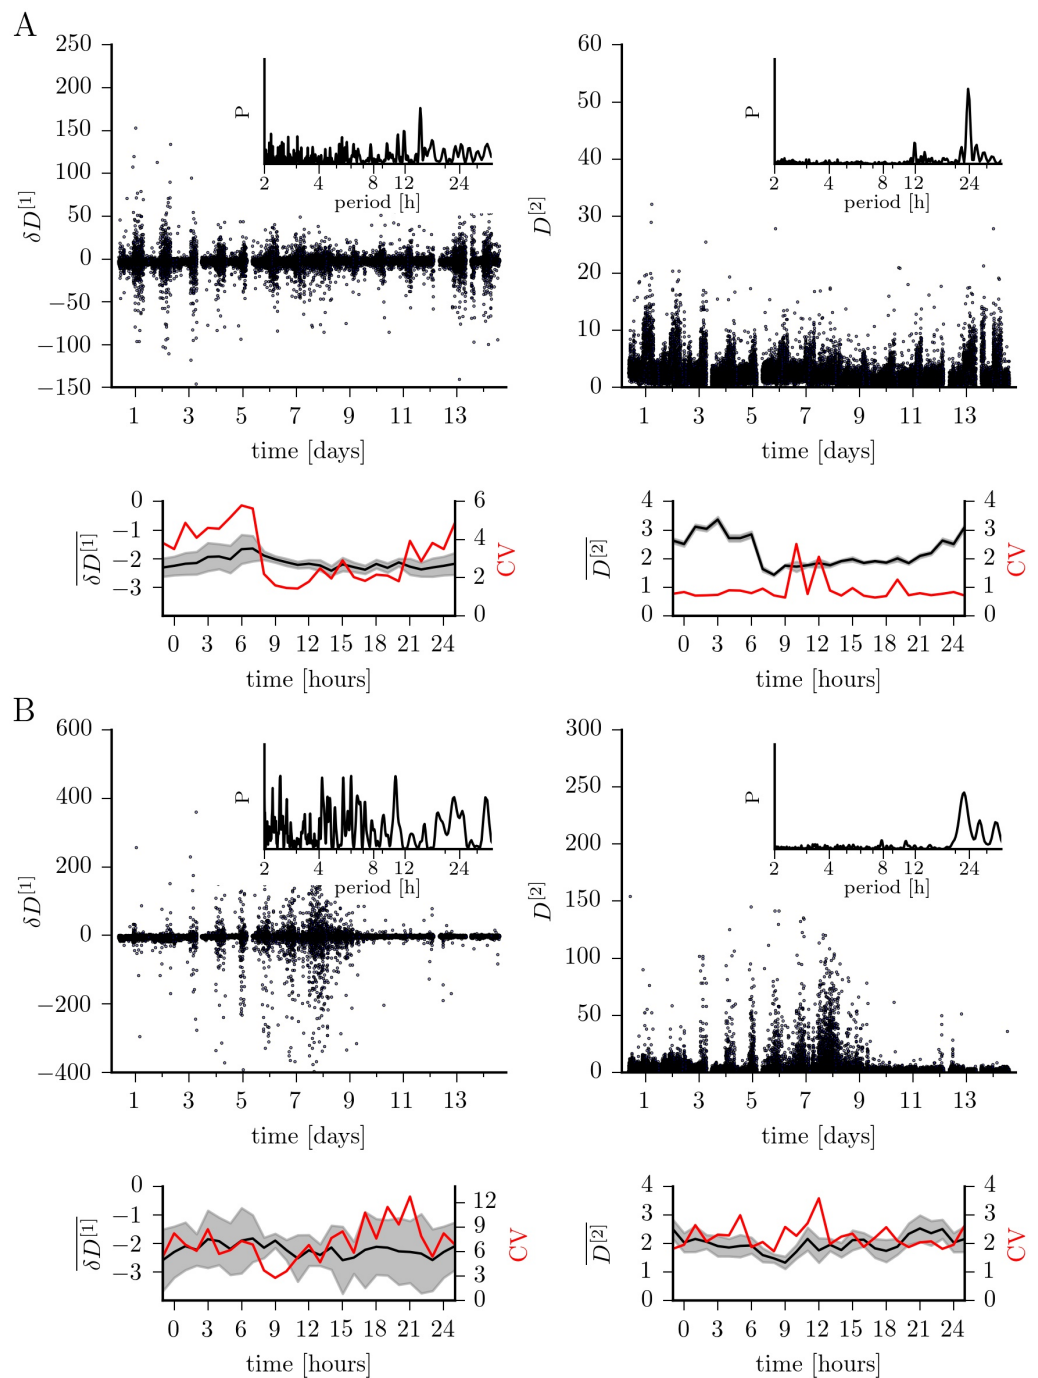 A
250
200
150
100
50
0
−50
−100
−150
δD[1]
P
2 4 8 12 24
period [h]
1 3 5 7 9 11 13
time [days]
60
50
40
30
20
10
0
D[2]
P
2 4 8 12 24
period [h]
1 3 5 7 9 11 13
time [days]
0
−1
−2
−3
δD[1]
6
4
2
0
CV
0 3 6 9 12 15 18 21 24
time [hours]
4
3
2
1
0
D[2]
4
3
2
1
0
CV
0 3 6 9 12 15 18 21 24
time [hours]
B
600
400
200
0
−200
−400
δD[1]
P
2 4 8 12 24
period [h]
1 3 5 7 9 11 13
time [days]
300
250
200
150
100
50
0
D[2]
P
2 4 8 12 24
period [h]
1 3 5 7 9 11 13
time [days]
0
−1
−2
−3
δD[1]
12
9
6
3
0
CV
0 3 6 9 12 15 18 21 24
time [hours]
4
3
2
1
0
D[2]
4
3
2
1
0
CV
0 3 6 9 12 15 18 21 24
time [hours]